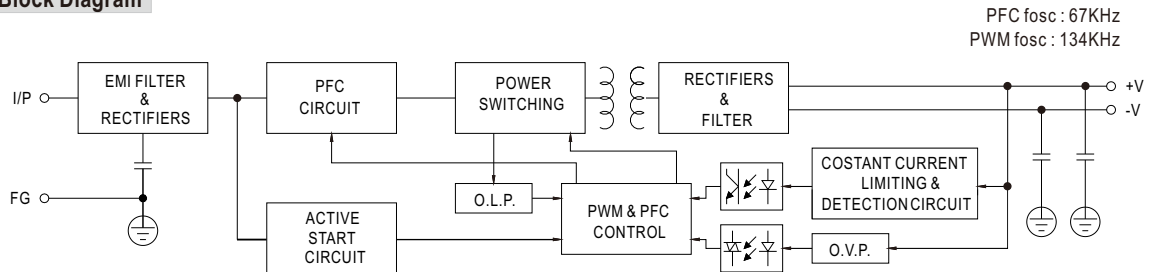 Block Diagram
PFC fosc : 67KHz
PWM fosc : 134KHz
I/P
EMI FILTER
&
RECTIFIERS
PFC
CIRCUIT
POWER
SWITCHING
RECTIFIERS
&
FILTER
+V
-V
FG
O.L.P.
ACTIVE
START
CIRCUIT
PWM & PFC
CONTROL
COSTANT CURRENT
LIMITING &
DETECTION CIRCUIT
O.V.P.